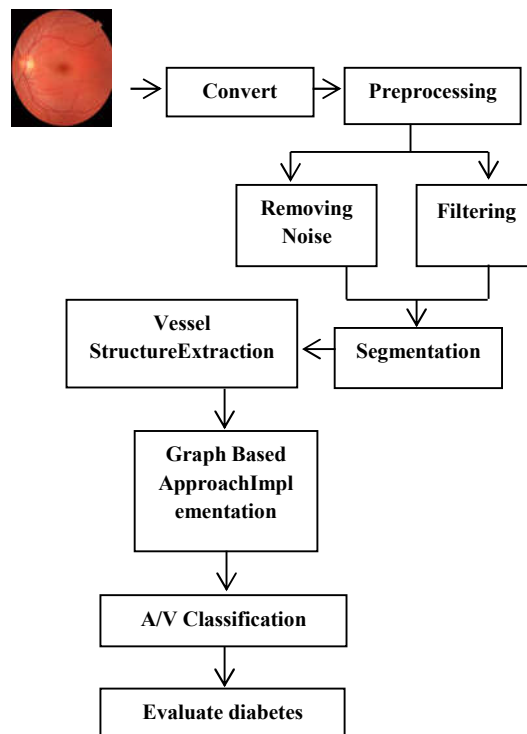 Convert
Preprocessing
Removing
Noise
Filtering
Vessel
StructureExtraction
Segmentation
Graph Based
ApproachImpl
ementation
A/V Classification
Evaluate diabetes